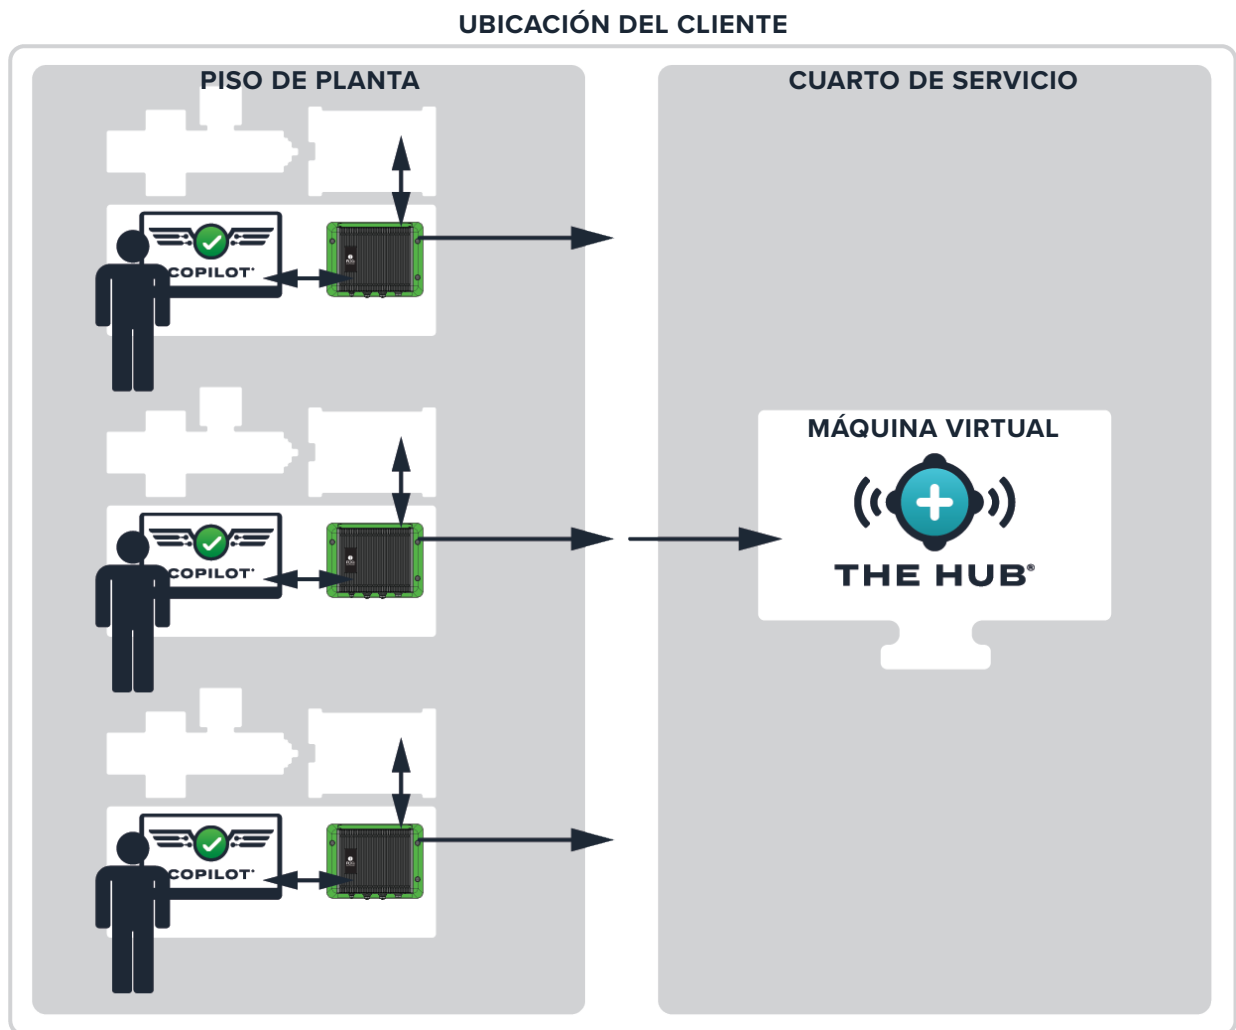 UBICACIÓN DEL CLIENTE
PISO DE PLANTA
CUARTO DE SERVICIO
COPILOT®
COPILOT®
COPILOT®
MÁQUINA VIRTUAL
THE HUB®